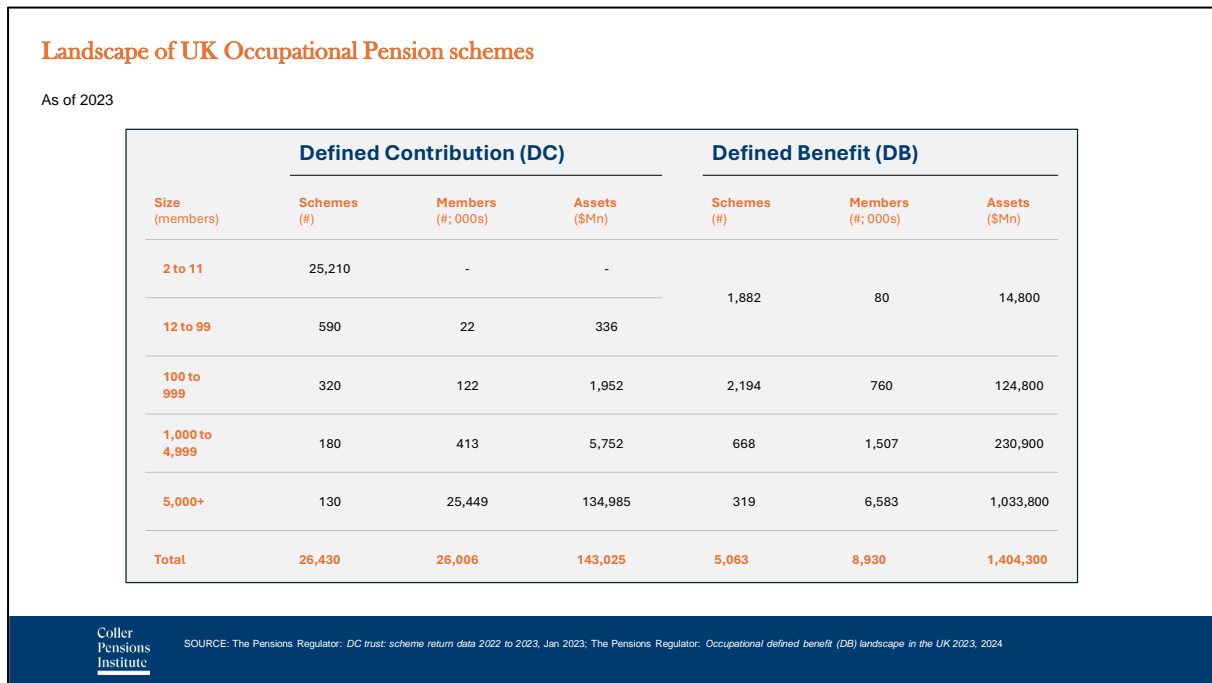 Landscape of UK Occupational Pension schemes
As of 2023
Defined Contribution (DC) Defined Benefit (DB)
Size Schemes Members Assets Schemes Members Assets
(members) (#) (#; 000s) ($Mn) (#) (#; 000s) ($Mn)
2 to 11 25,210 - -
1,882 80 14,800
12 to 99 590 22 336
100 to
999 320 122 1,952 2,194 760 124,800
1,000 to
4,999 180 413 5,752 668 1,507 230,900
5,000+ 130 25,449 134,985 319 6,583 1,033,800
Total 26,430 26,006 143,025 5,063 8,930 1,404,300
Coller
Pensions
Institute
SOURCE: The Pensions Regulator: DC trust: scheme return data 2022 to 2023, Jan 2023; The Pensions Regulator: Occupational defined benefit (DB) landscape in the UK 2023, 2024